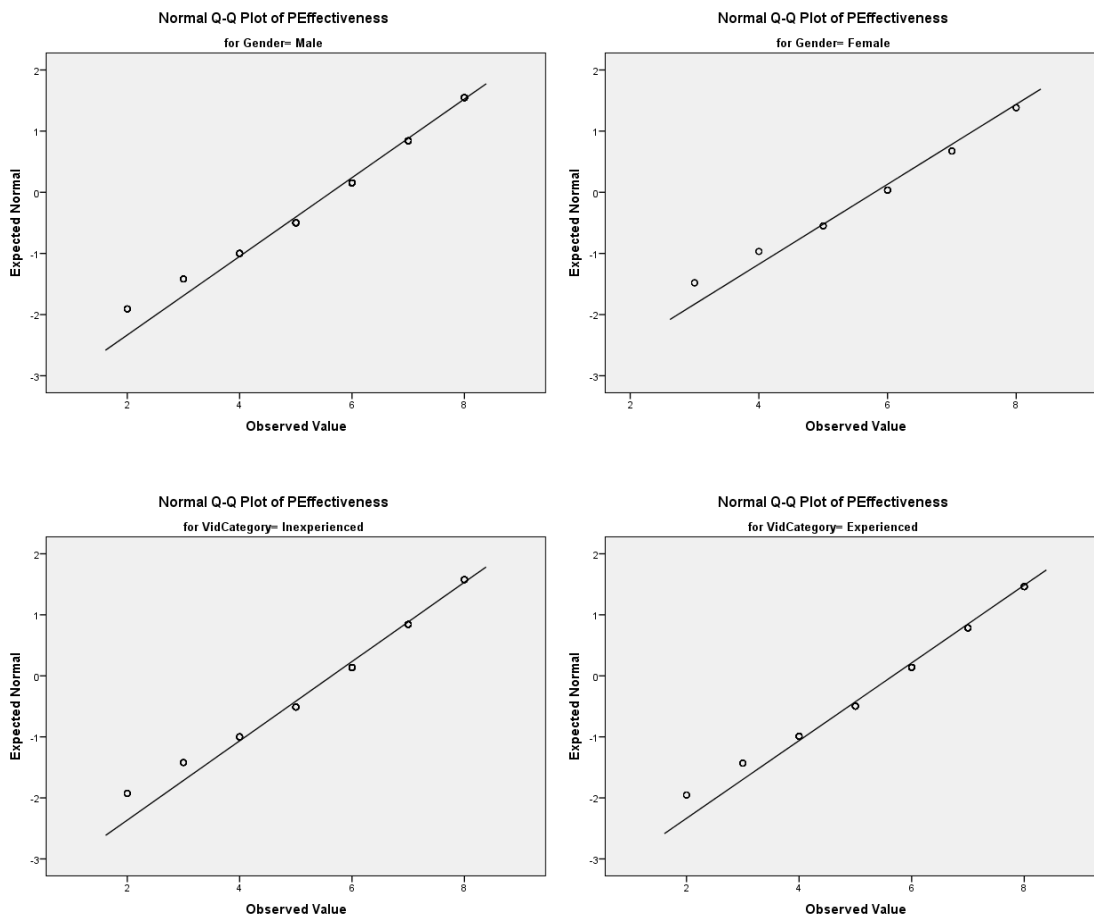 Normal Q-Q Plot of PEffectiveness
for Gender= Male
2
1
0
-1
-2
-3
Expected Normal
2 4 6 8
Observed Value
Normal Q-Q Plot of PEffectiveness
for Gender= Female
2
1
0
-1
-2
-3
Expected Normal
2 4 6 8
Observed Value
Normal Q-Q Plot of PEffectiveness
for VidCategory= Inexperienced
2
1
0
-1
-2
-3
Expected Normal
2 4 6 8
Observed Value
Normal Q-Q Plot of PEffectiveness
for VidCategory= Experienced
2
1
0
-1
-2
-3
Expected Normal
2 4 6 8
Observed Value